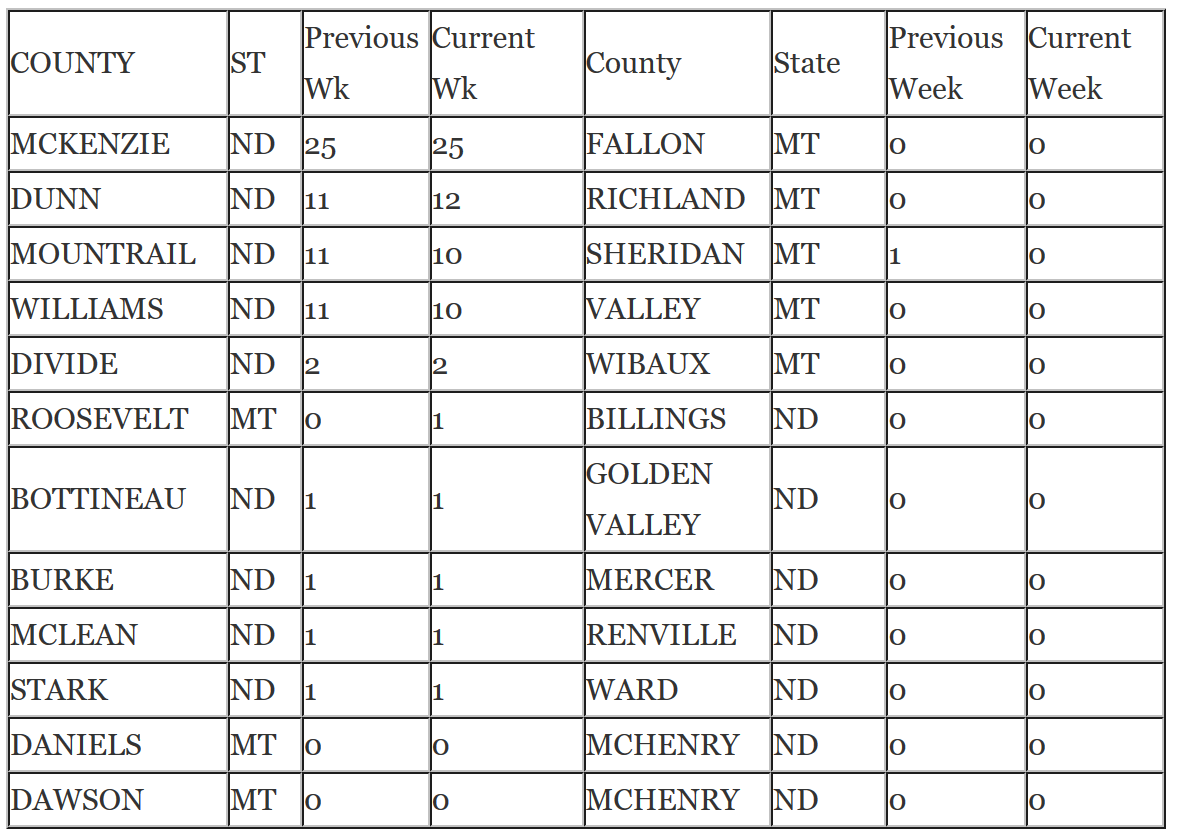 COUNTY ST Previous Wk Current Wk County State Previous Week Current Week
MCKENZIE ND 25 25 FALLON MT 0 0
DUNN ND 11 12 RICHLAND MT 0 0
MOUNTRAIL ND 11 10 SHERIDAN MT 1 0
WILLIAMS ND 11 10 VALLEY MT 0 0
DIVIDE ND 2 2 WIBAUX MT 0 0
ROOSEVELT MT 0 1 BILLINGS ND 0 0
BOTTINEAU ND 1 1 GOLDEN VALLEY ND 0 0
BURKE ND 1 1 MERCER ND 0 0
MCLEAN ND 1 1 RENVILLE ND 0 0
STARK ND 1 1 WARD ND 0 0
DANIELS MT 0 0 MCHENRY ND 0 0
DAWSON MT 0 0 MCHENRY ND 0 0